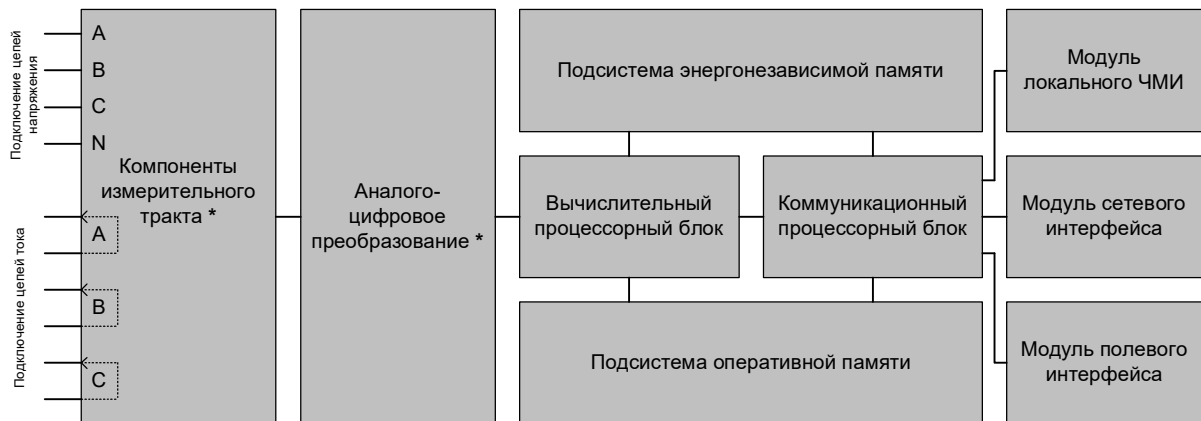 Подключение цепей
напряжения
A
B
C
N
Компоненты
измерительного
тракта *
Подключение цепей тока
A
B
C
Аналого-
цифровое
преобразование *
Подсистема энергонезависимой памяти
Вычислительный
процессорный блок
Коммуникационный
процессорный блок
Подсистема оперативной памяти
Модуль
локального ЧМИ
Модуль сетевого
интерфейса
Модуль полевого
интерфейса